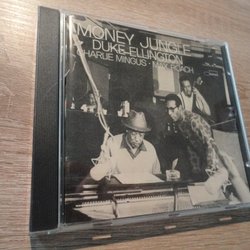 MONEY JUNGLE
DUKE ELLINGTON
CHARLIE MINGUS • MAX ROACH